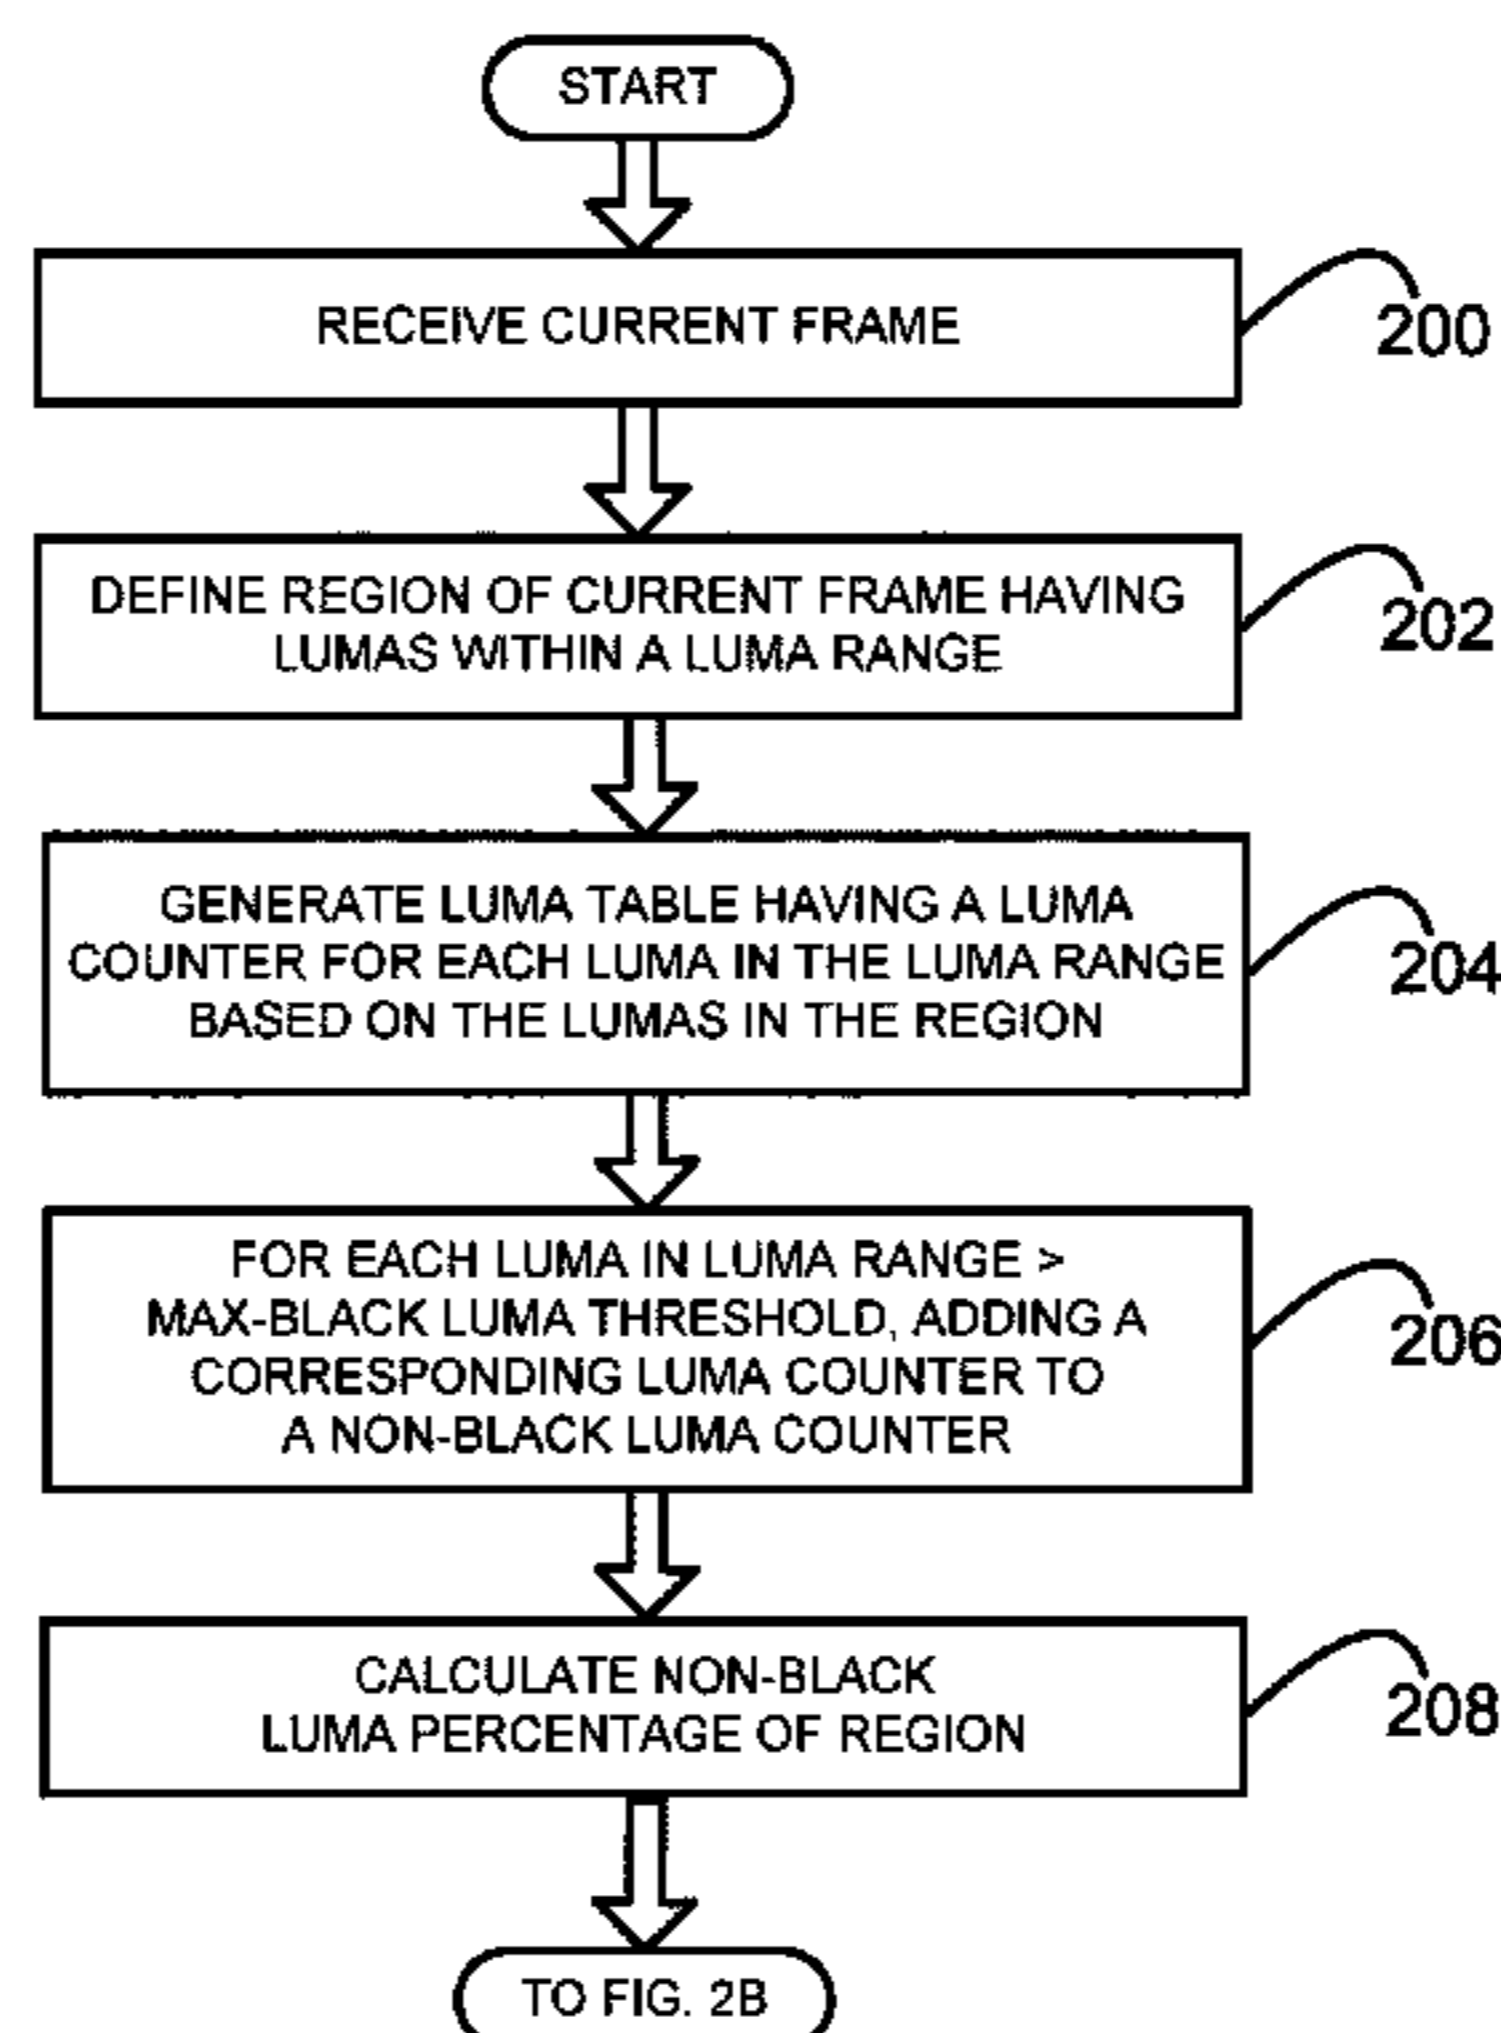 START
RECEIVE CURRENT FRAME
200
DEFINE REGION OF CURRENT FRAME HAVING
LUMAS WITHIN A LUMA RANGE
202
GENERATE LUMA TABLE HAVING A LUMA
COUNTER FOR EACH LUMA IN THE LUMA RANGE
BASED ON THE LUMAS IN THE REGION
204
FOR EACH LUMA IN LUMA RANGE >
MAX-BLACK LUMA THRESHOLD, ADDING A
CORRESPONDING LUMA COUNTER TO
A NON-BLACK LUMA COUNTER
206
CALCULATE NON-BLACK
LUMA PERCENTAGE OF REGION
208
TO FIG. 2B